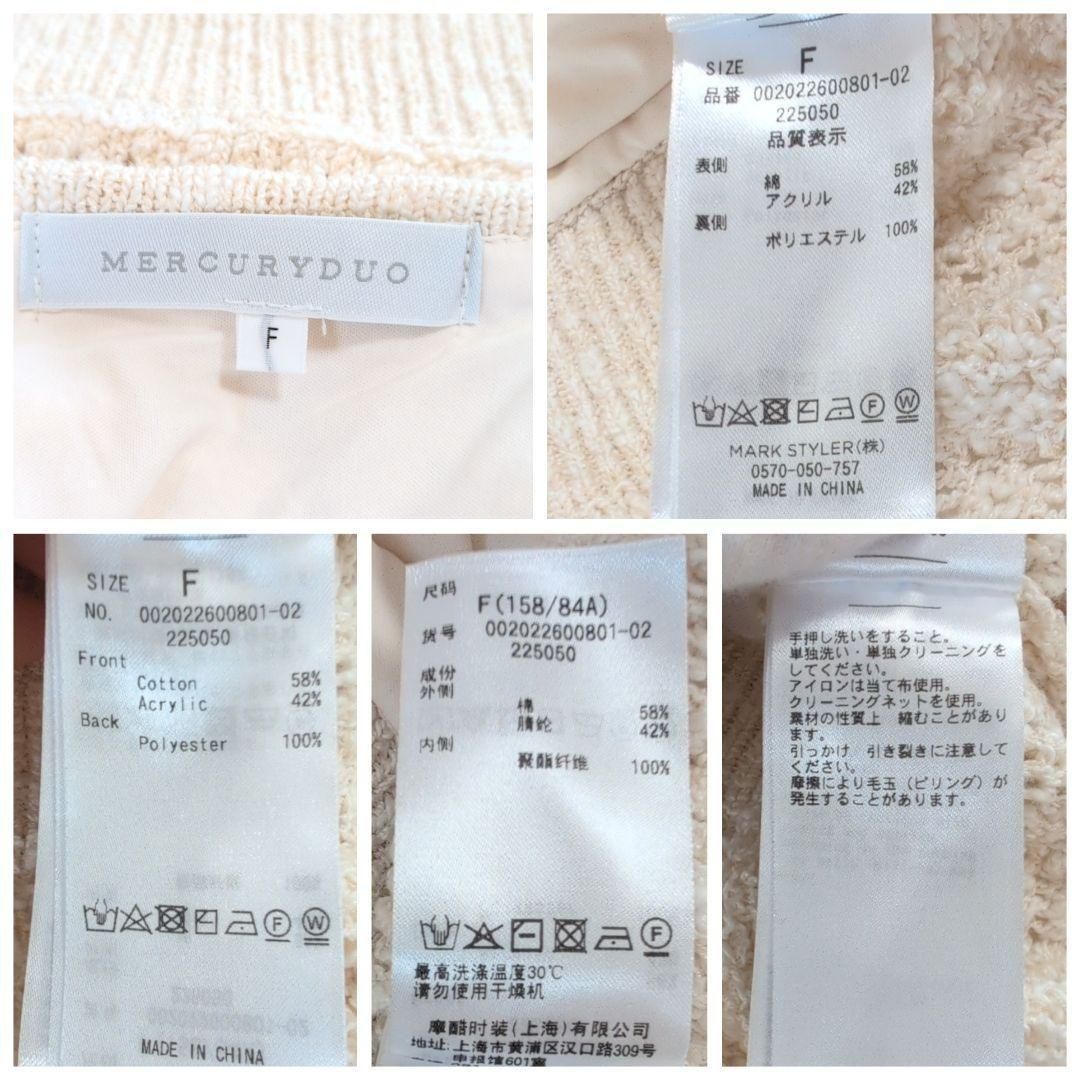 MERCURYDUO
F
SIZE F
品番 002022600801-02
225050
品質表示
表側
綿 58%
アクリル 42%
裏側
ポリエステル 100%
MARK STYLER(株)
0570-050-757
MADE IN CHINA
SIZE F
NO. 002022600801-02
225050
Front
Cotton 58%
Acrylic 42%
Back
Polyester 100%
MADE IN CHINA
尺码 F(158/84A)
货号 002022600801-02
225050
成份
外侧
棉 58%
腈纶 42%
内侧
聚酯纤维 100%
最高洗涤温度30℃
请勿使用干燥机
摩酷时装(上海)有限公司
地址:上海市黄浦区汉口路309号
申报馆601室
手押し洗いをすること。
単独洗い・単独クリーニングを
してください。
アイロンは当て布使用。
クリーニングネットを使用。
素材の性質上 縮むことがあり
ます。
引っかけ 引き裂きに注意して
ください。
摩擦により毛玉(ピリング)が
発生することがあります。